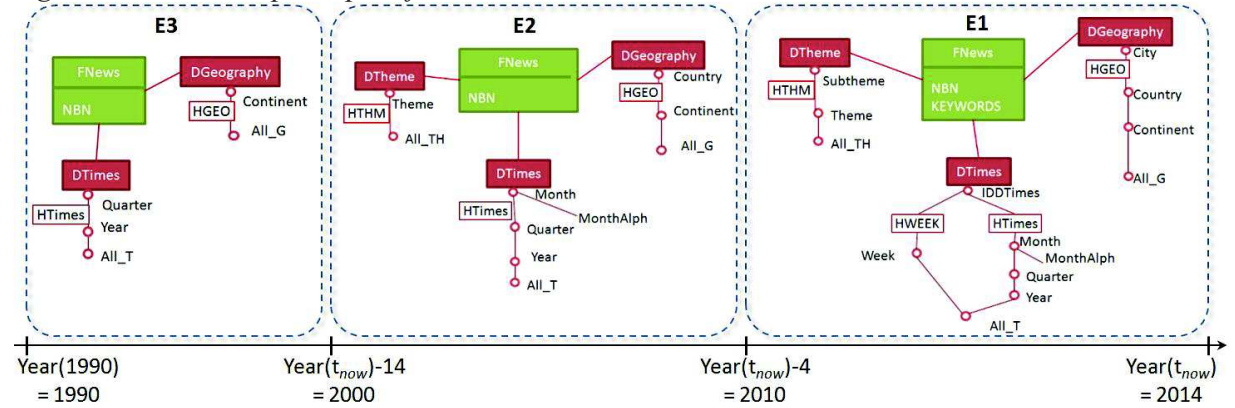 E3
FNews
NBN
DGeography
Continent
HGEO
All_G
DTimes
Quarter
HTimes
Year
All_T
E2
FNews
NBN
DTheme
Theme
HTHM
All_TH
DGeography
Country
HGEO
Continent
All_G
DTimes
Month
MonthAlph
HTimes
Quarter
Year
All_T
E1
FNews
NBN
KEYWORDS
DTheme
Subtheme
HTHM
Theme
All_TH
DGeography
City
HGEO
Country
Continent
All_G
DTimes
IDDTimes
HWEEK
HTimes
Week
Month
MonthAlph
Quarter
Year
All_T
Year(1990)
= 1990
Year(tnow)-14
= 2000
Year(tnow)-4
= 2010
Year(tnow)
= 2014